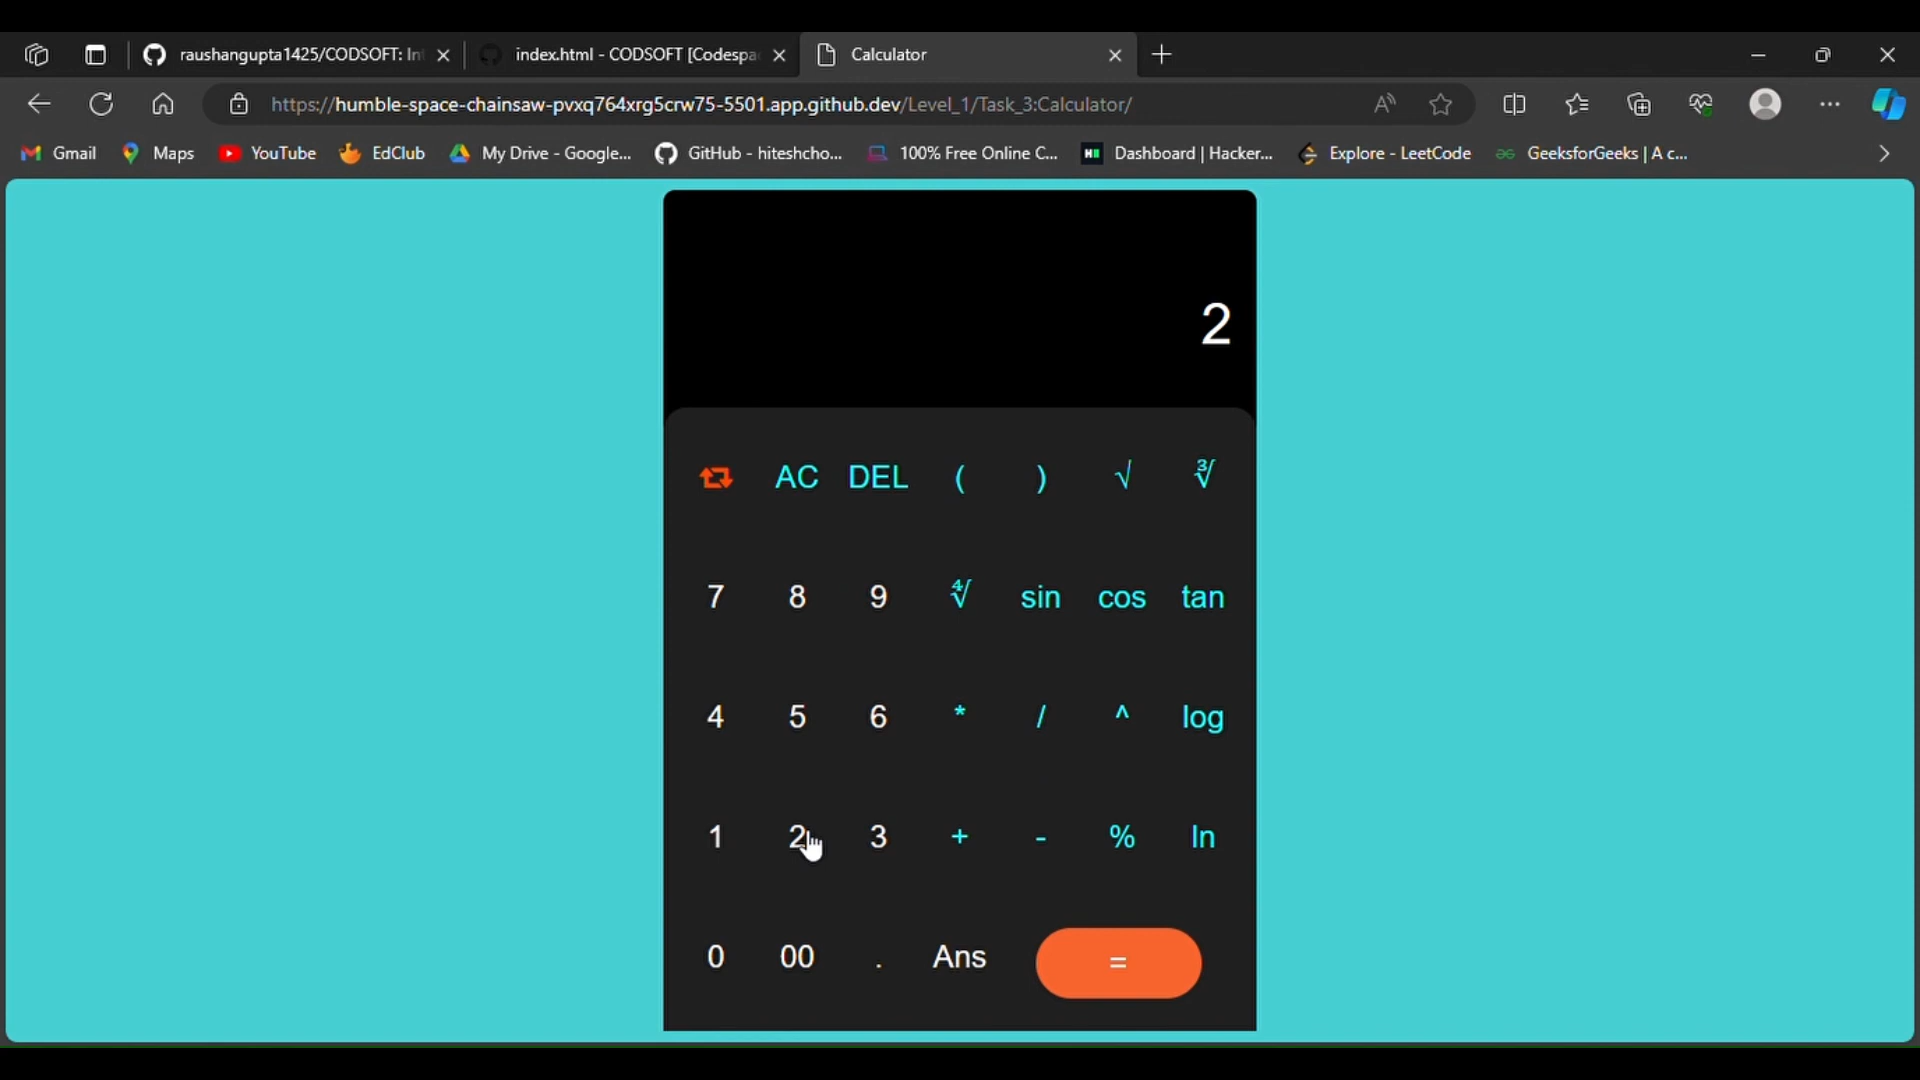 raushangupta1425/CODSOFT: In
index.html - CODSOFT [Codespa
Calculator
https://humble-space-chainsaw-pvxq764xrg5crw75-5501.app.github.dev/Level_1/Task_3:Calculator/
Gmail Maps YouTube EdClub My Drive - Google... GitHub - hiteshcho... 100% Free Online C... Dashboard | Hacker... Explore - LeetCode GeeksforGeeks | A c...
2
AC DEL ( ) √ ∛
7 8 9 ∜ sin cos tan
4 5 6 * / ^ log
1 2 3 + - % ln
0 00 . Ans =